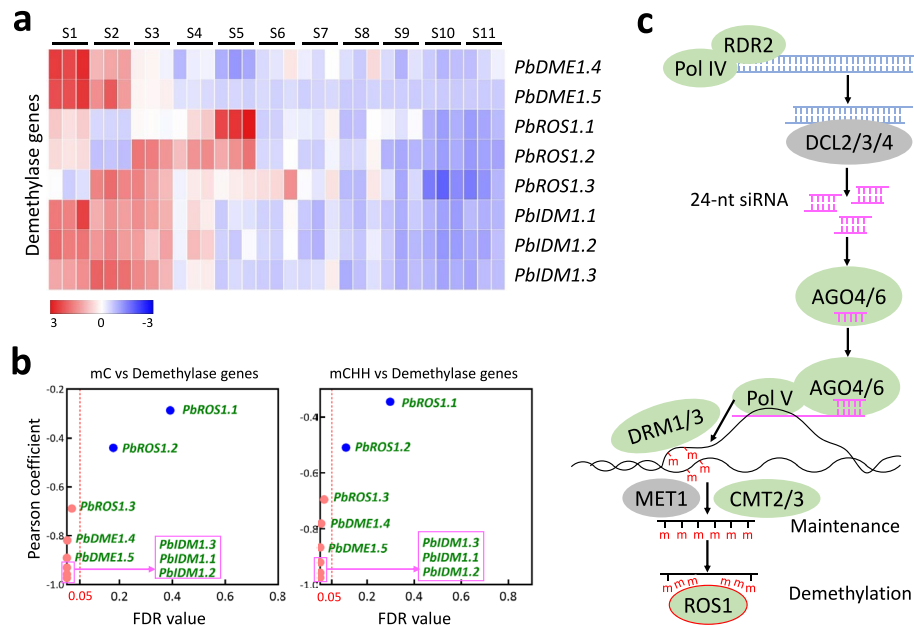 a
S1 S2 S3 S4 S5 S6 S7 S8 S9 S10 S11
Demethylase genes
PbDME1.4
PbDME1.5
PbROS1.1
PbROS1.2
PbROS1.3
PbIDM1.1
PbIDM1.2
PbIDM1.3
3 0 -3
b
mC vs Demethylase genes
Pearson coefficient
-0.2
-0.4
-0.6
-0.8
-1.0
PbROS1.1
PbROS1.2
PbROS1.3
PbDME1.4
PbDME1.5
PbIDM1.3
PbIDM1.1
PbIDM1.2
0.05 0.2 0.4 0.6 0.8
FDR value
mCHH vs Demethylase genes
-0.4
-0.6
-0.8
-1.0
PbROS1.1
PbROS1.2
PbROS1.3
PbDME1.4
PbDME1.5
PbIDM1.3
PbIDM1.1
PbIDM1.2
0.05 0.2 0.4 0.6 0.8
FDR value
c
RDR2
Pol IV
DCL2/3/4
24-nt siRNA
AGO4/6
AGO4/6
Pol V
DRM1/3
m m
m m
MET1
CMT2/3
m m m m m m
Maintenance
m m m m m m
ROS1
Demethylation